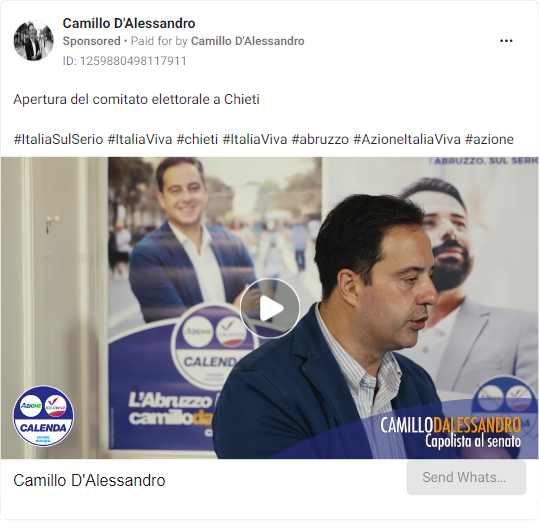 Camillo D'Alessandro
Sponsored • Paid for by Camillo D'Alessandro
ID: 1259880498117911
Apertura del comitato elettorale a Chieti
#ItaliaSulSerio #ItaliaViva #chieti #ItaliaViva #abruzzo #AzioneItaliaViva #azione
L'ABRUZZO, SUL SERIO
AZIONE
CALENDA
L'Abruzzo
camilloda
AZIONE ITALIA VIVA
CALENDA
CAMILLODALESSANDRO
Capolista al senato
Camillo D'Alessandro
Send Whats...